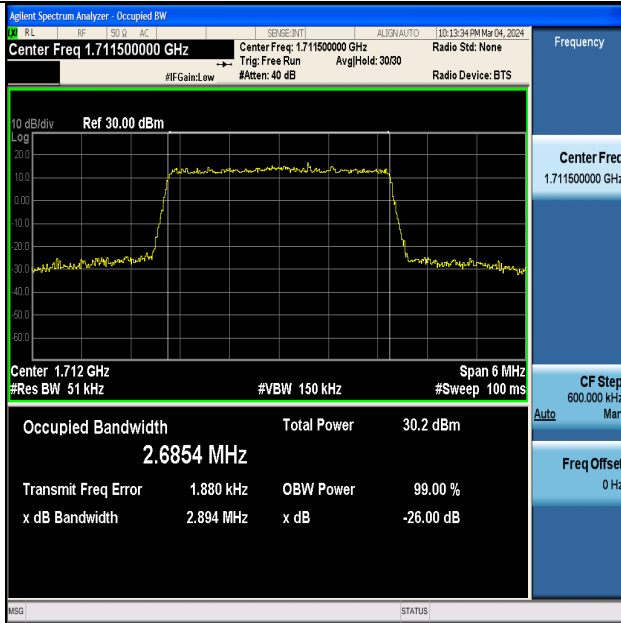 Agilent Spectrum Analyzer - Occupied BW
RL RF 50 Ω AC SENSE:INT ALIGN AUTO 10:13:34 PM Mar 04, 2024
Center Freq 1.711500000 GHz
Center Freq: 1.711500000 GHz
Radio Std: None
Trig: Free Run Avg|Hold: 30/30
#IFGain:Low
#Atten: 40 dB
Radio Device: BTS
10 dB/div Ref 30.00 dBm
Log
20.0
10.0
0.00
-10.0
-20.0
-30.0
-40.0
-50.0
-60.0
Center 1.712 GHz Span 6 MHz
#Res BW 51 kHz #VBW 150 kHz #Sweep 100 ms
Occupied Bandwidth Total Power 30.2 dBm
2.6854 MHz
Transmit Freq Error 1.880 kHz OBW Power 99.00 %
x dB Bandwidth 2.894 MHz x dB -26.00 dB
MSG STATUS
Frequency
Center Freq
1.711500000 GHz
CF Step
600.000 kHz
Auto Man
Freq Offset
0 Hz